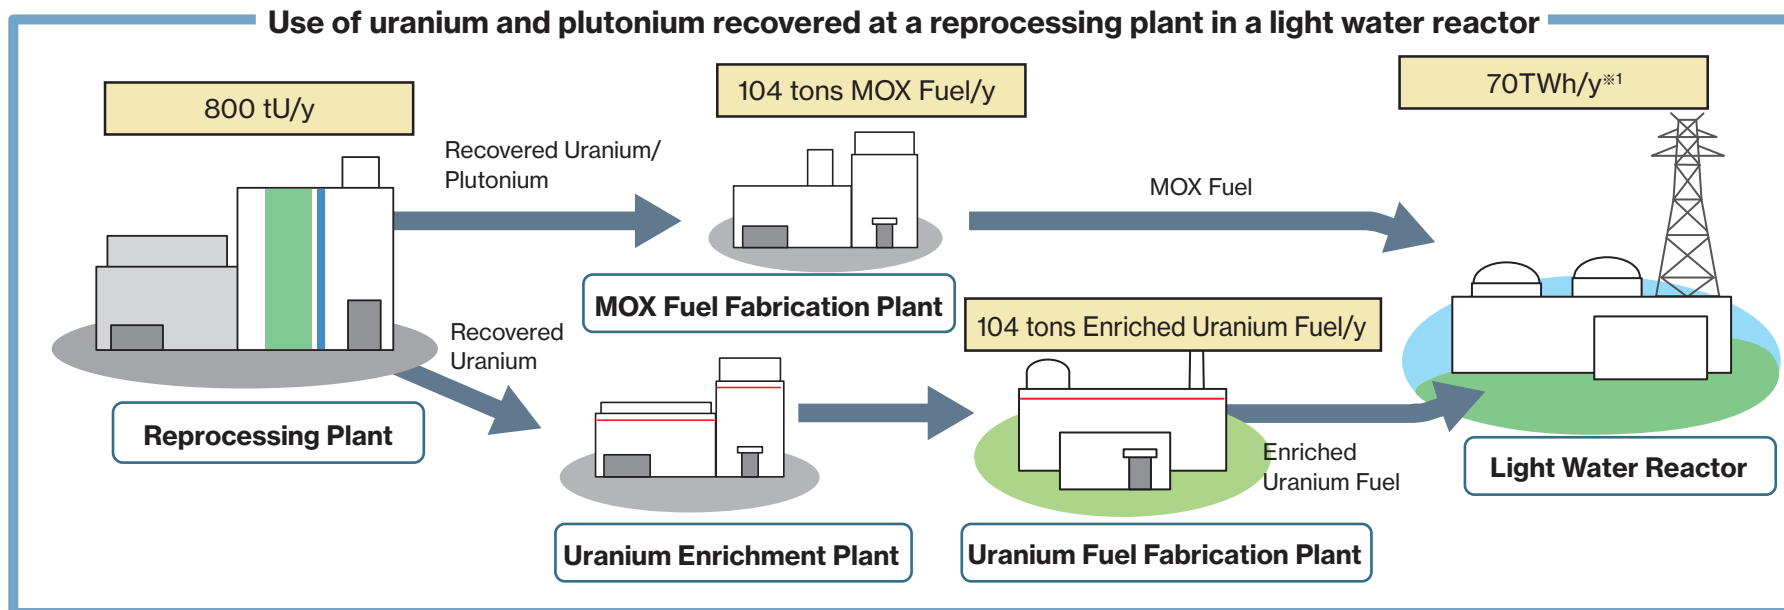 Use of uranium and plutonium recovered at a reprocessing plant in a light water reactor
800 tU/y
104 tons MOX Fuel/y
70TWh/y※1
Recovered Uranium/
Plutonium
MOX Fuel
MOX Fuel Fabrication Plant
Recovered
Uranium
104 tons Enriched Uranium Fuel/y
Reprocessing Plant
Enriched
Uranium Fuel
Light Water Reactor
Uranium Enrichment Plant
Uranium Fuel Fabrication Plant